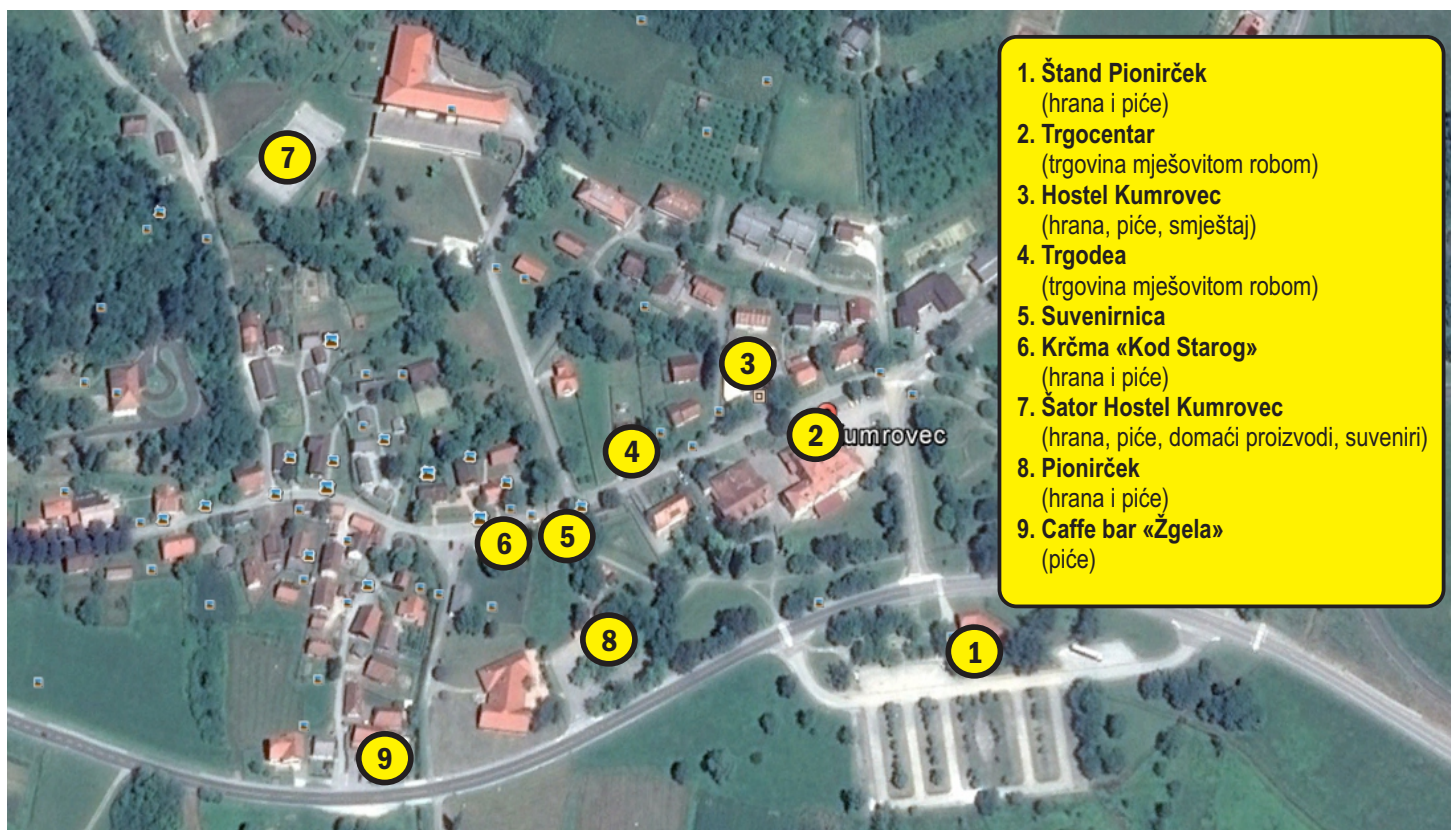 1. Štand Pionirček
(hrana i piće)
2. Trgocentar
(trgovina mješovitom robom)
3. Hostel Kumrovec
(hrana, piće, smještaj)
4. Trgodea
(trgovina mješovitom robom)
5. Suvenirnica
6. Krčma «Kod Starog»
(hrana i piće)
7. Šator Hostel Kumrovec
(hrana, piće, domaći proizvodi, suveniri)
8. Pionirček
(hrana i piće)
9. Caffe bar «Žgela»
(piće)
7
3
4
2
umrovec
6
5
8
1
9